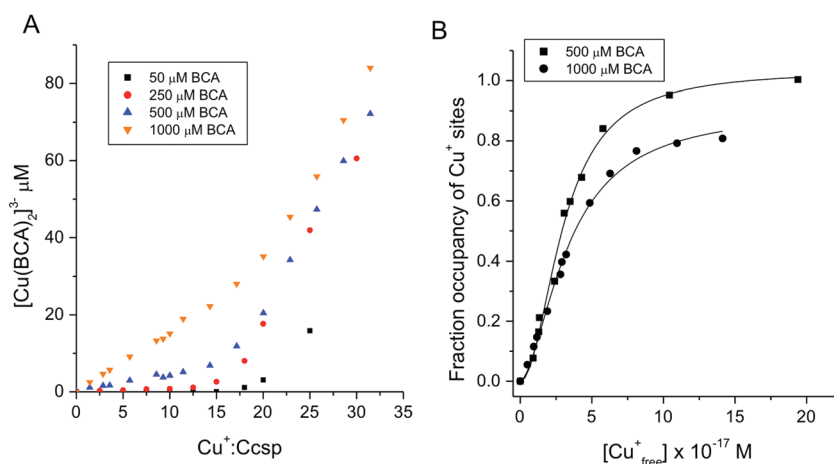 A
[Cu(BCA)₂]³⁻ μM
80
60
40
20
0
50 μM BCA
250 μM BCA
500 μM BCA
1000 μM BCA
0 5 10 15 20 25 30 35
Cu⁺:Ccsp
B
Fraction occupancy of Cu⁺ sites
1.0
0.8
0.6
0.4
0.2
0.0
500 μM BCA
1000 μM BCA
0 5 10 15 20
[Cu⁺free] x 10⁻¹⁷ M